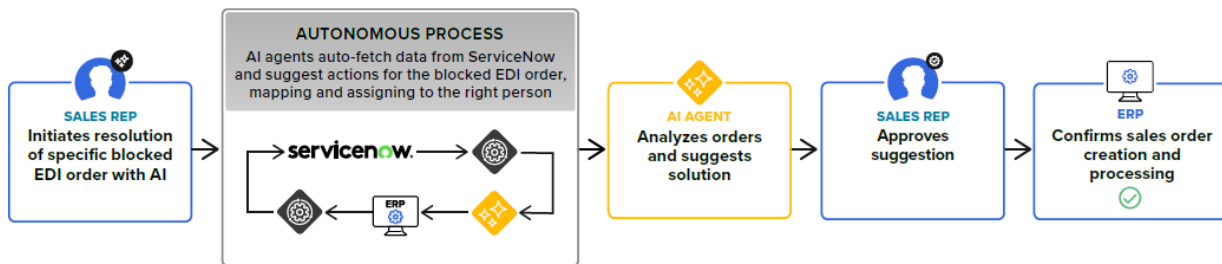 SALES REP
Initiates resolution
of specific blocked
EDI order with AI
AUTONOMOUS PROCESS
AI agents auto-fetch data from ServiceNow
and suggest actions for the blocked EDI order,
mapping and assigning to the right person
servicenow.
ERP
AI AGENT
Analyzes orders
and suggests
solution
SALES REP
Approves
suggestion
ERP
Confirms sales order
creation and
processing